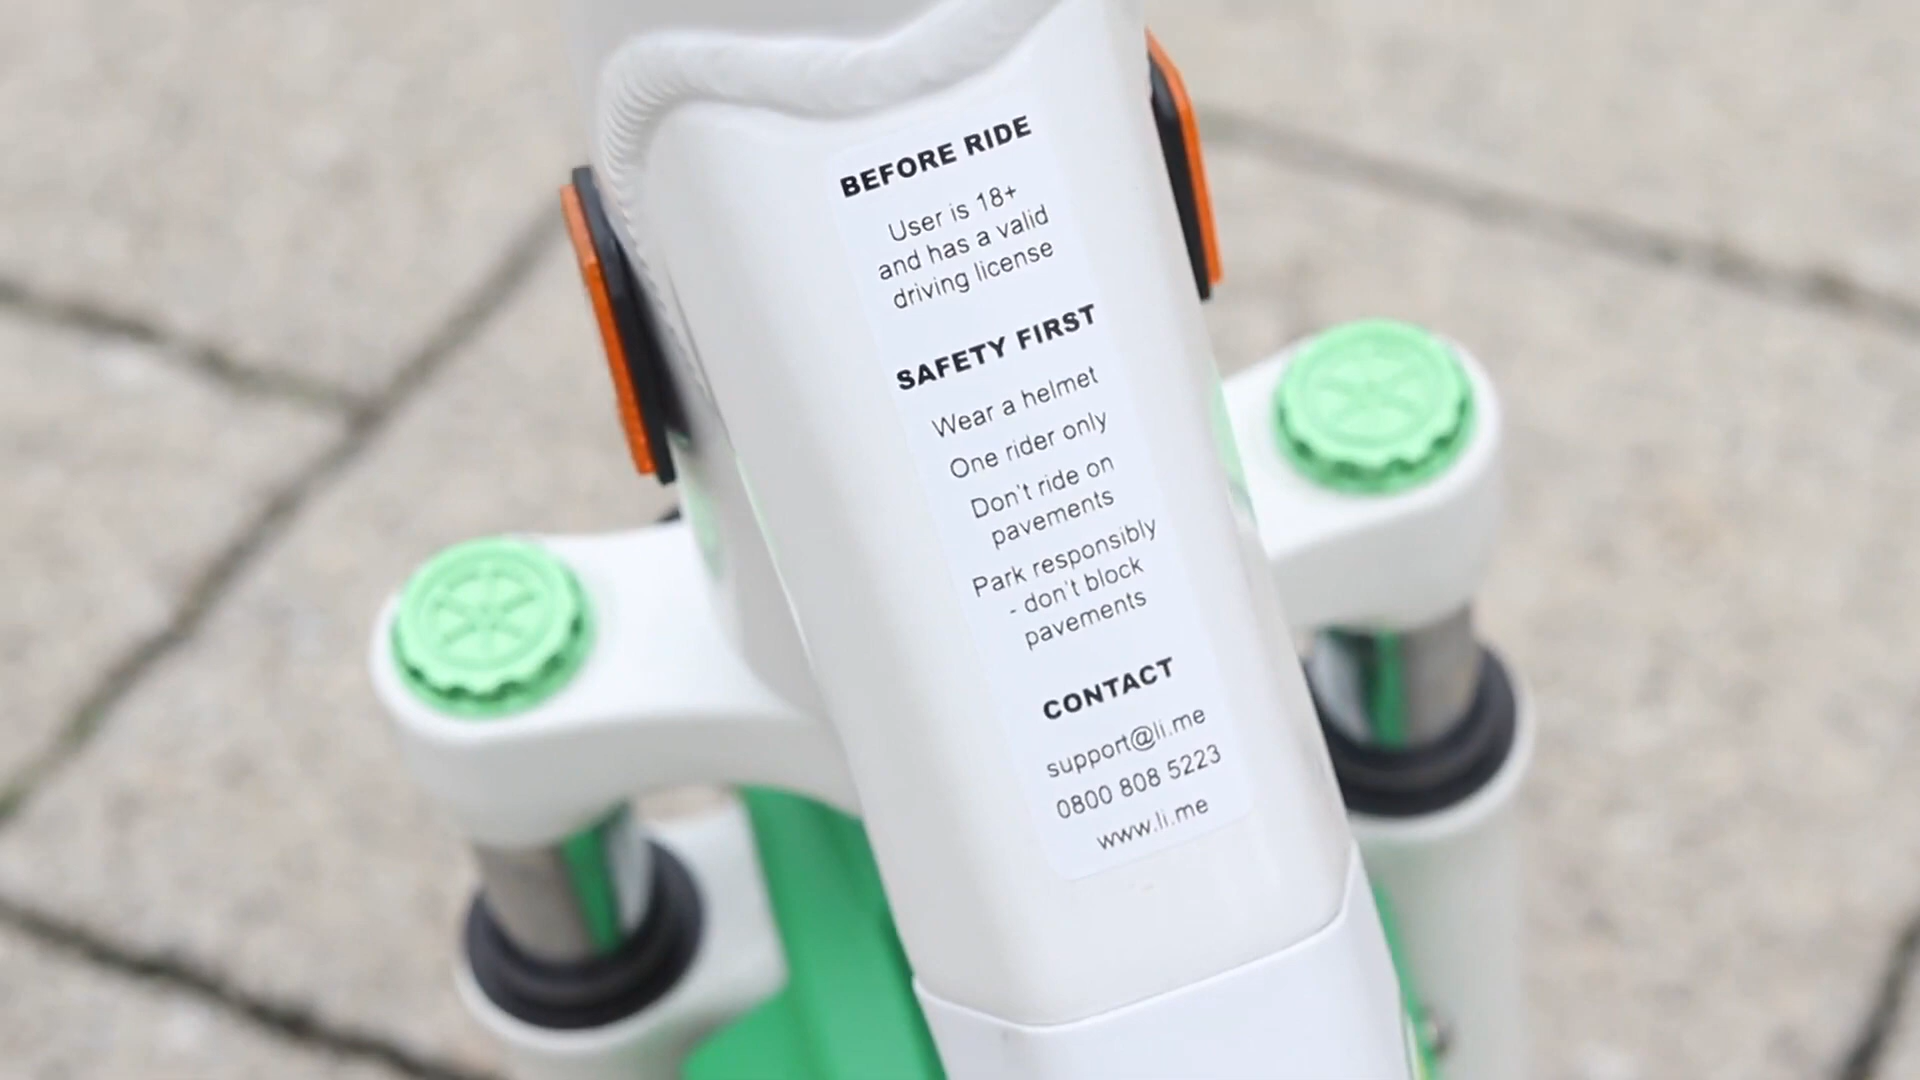 BEFORE RIDE
User is 18+
and has a valid
driving license
SAFETY FIRST
Wear a helmet
One rider only
Don't ride on
pavements
Park responsibly
- don't block
pavements
CONTACT
support@li.me
0800 808 5223
www.li.me